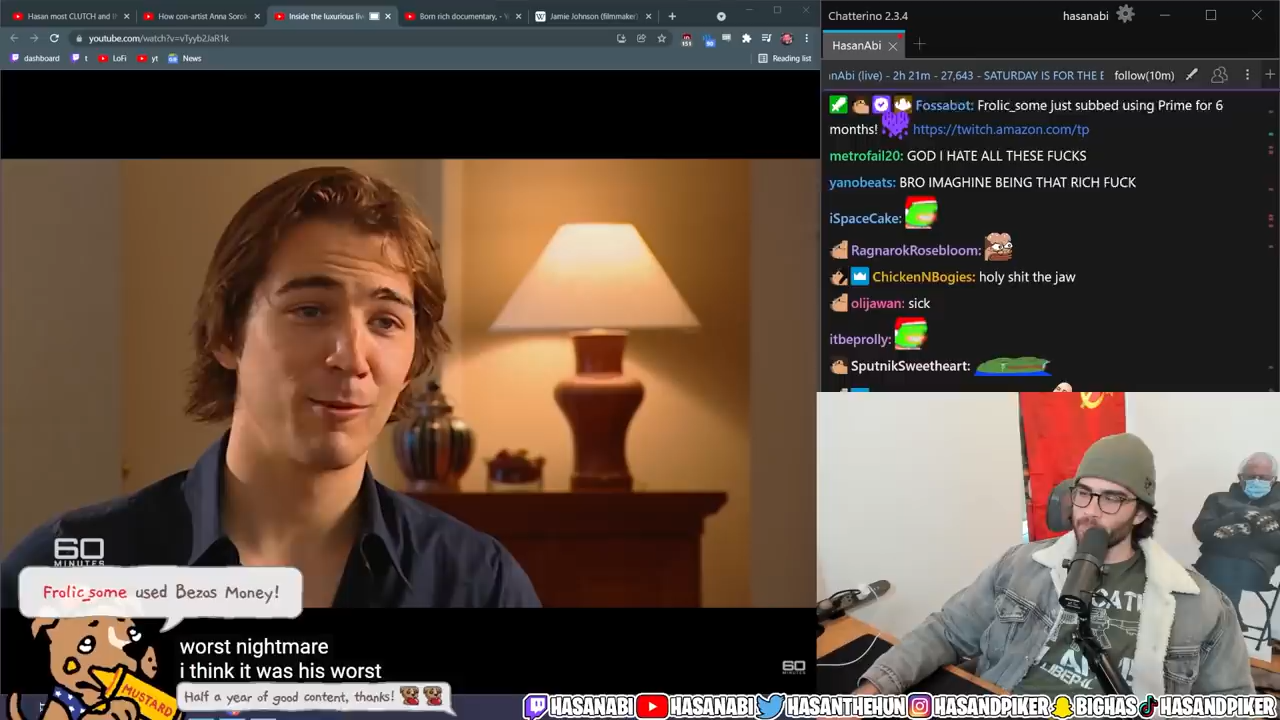 Hasan most CLUTCH and
How con-artist Anna Soro
Inside the luxurious li
Born rich documentary, -
Jamie Johnson (filmmaker
youtube.com/watch?v=vTyyb2JaR1k
dashboard
t
LoFi
yt
News
Reading list
60
MINUTES
Frolic_some used Bezos Money!
worst nightmare
i think it was his worst
MUSTARD
Half a year of good content, thanks!
60
Chatterino 2.3.4
hasanabi
HasanAbi
nAbi (live) - 2h 21m - 27,643 - SATURDAY IS FOR THE
follow(10m)
Fossabot: Frolic_some just subbed using Prime for 6
months! https://twitch.amazon.com/tp
metrofail20: GOD I HATE ALL THESE FUCKS
yanobeats: BRO IMAGHINE BEING THAT RICH FUCK
iSpaceCake:
RagnarokRosebloom:
ChickenNBogies: holy shit the jaw
olijawan: sick
itbeprolly:
SputnikSweetheart:
HASANABI HASANABI HASANTHEHUN HASANDPIKER BIGHAS HASANDPIKER